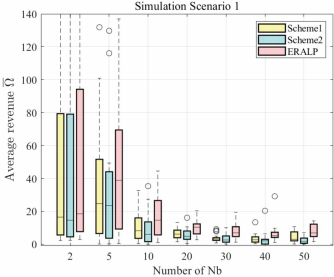 Simulation Scenario 1
140
120
100
80
60
40
20
0
Average revenue Ω̅
Scheme1
Scheme2
ERALP
2 5 10 20 30 40 50
Number of Nb